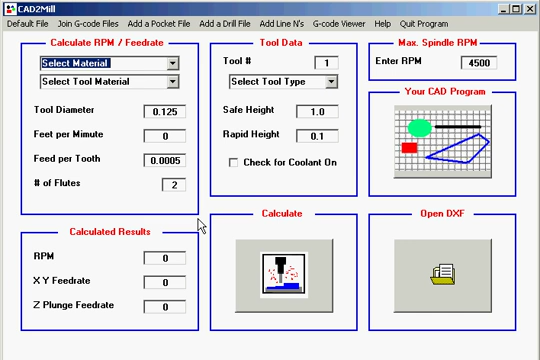 CAD2Mill
Default File Join G-code Files Add a Pocket File Add a Drill File Add Line N's G-code Viewer Help Quit Program
Calculate RPM / Feedrate
Select Material
Select Tool Material
Tool Diameter 0.125
Feet per Mimute 0
Feed per Tooth 0.0005
# of Flutes 2
Calculated Results
RPM 0
X Y Feedrate 0
Z Plunge Feedrate 0
Tool Data
Tool # 1
Select Tool Type
Safe Height 1.0
Rapid Height 0.1
Check for Coolant On
Calculate
Max. Spindle RPM
Enter RPM 4500
Your CAD Program
Open DXF